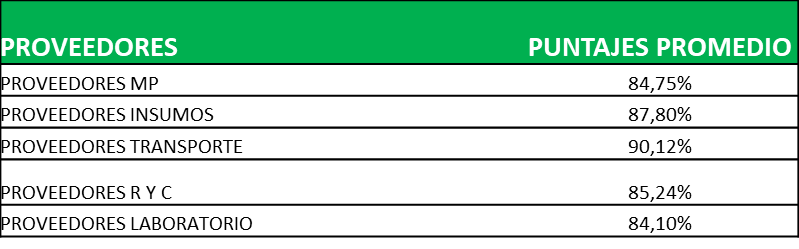 PROVEEDORES PUNTAJES PROMEDIO
PROVEEDORES MP 84,75%
PROVEEDORES INSUMOS 87,80%
PROVEEDORES TRANSPORTE 90,12%
PROVEEDORES R Y C 85,24%
PROVEEDORES LABORATORIO 84,10%